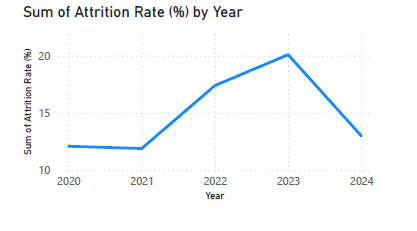 Sum of Attrition Rate (%) by Year
Sum of Attrition Rate (%)
20
15
10
2020 2021 2022 2023 2024
Year